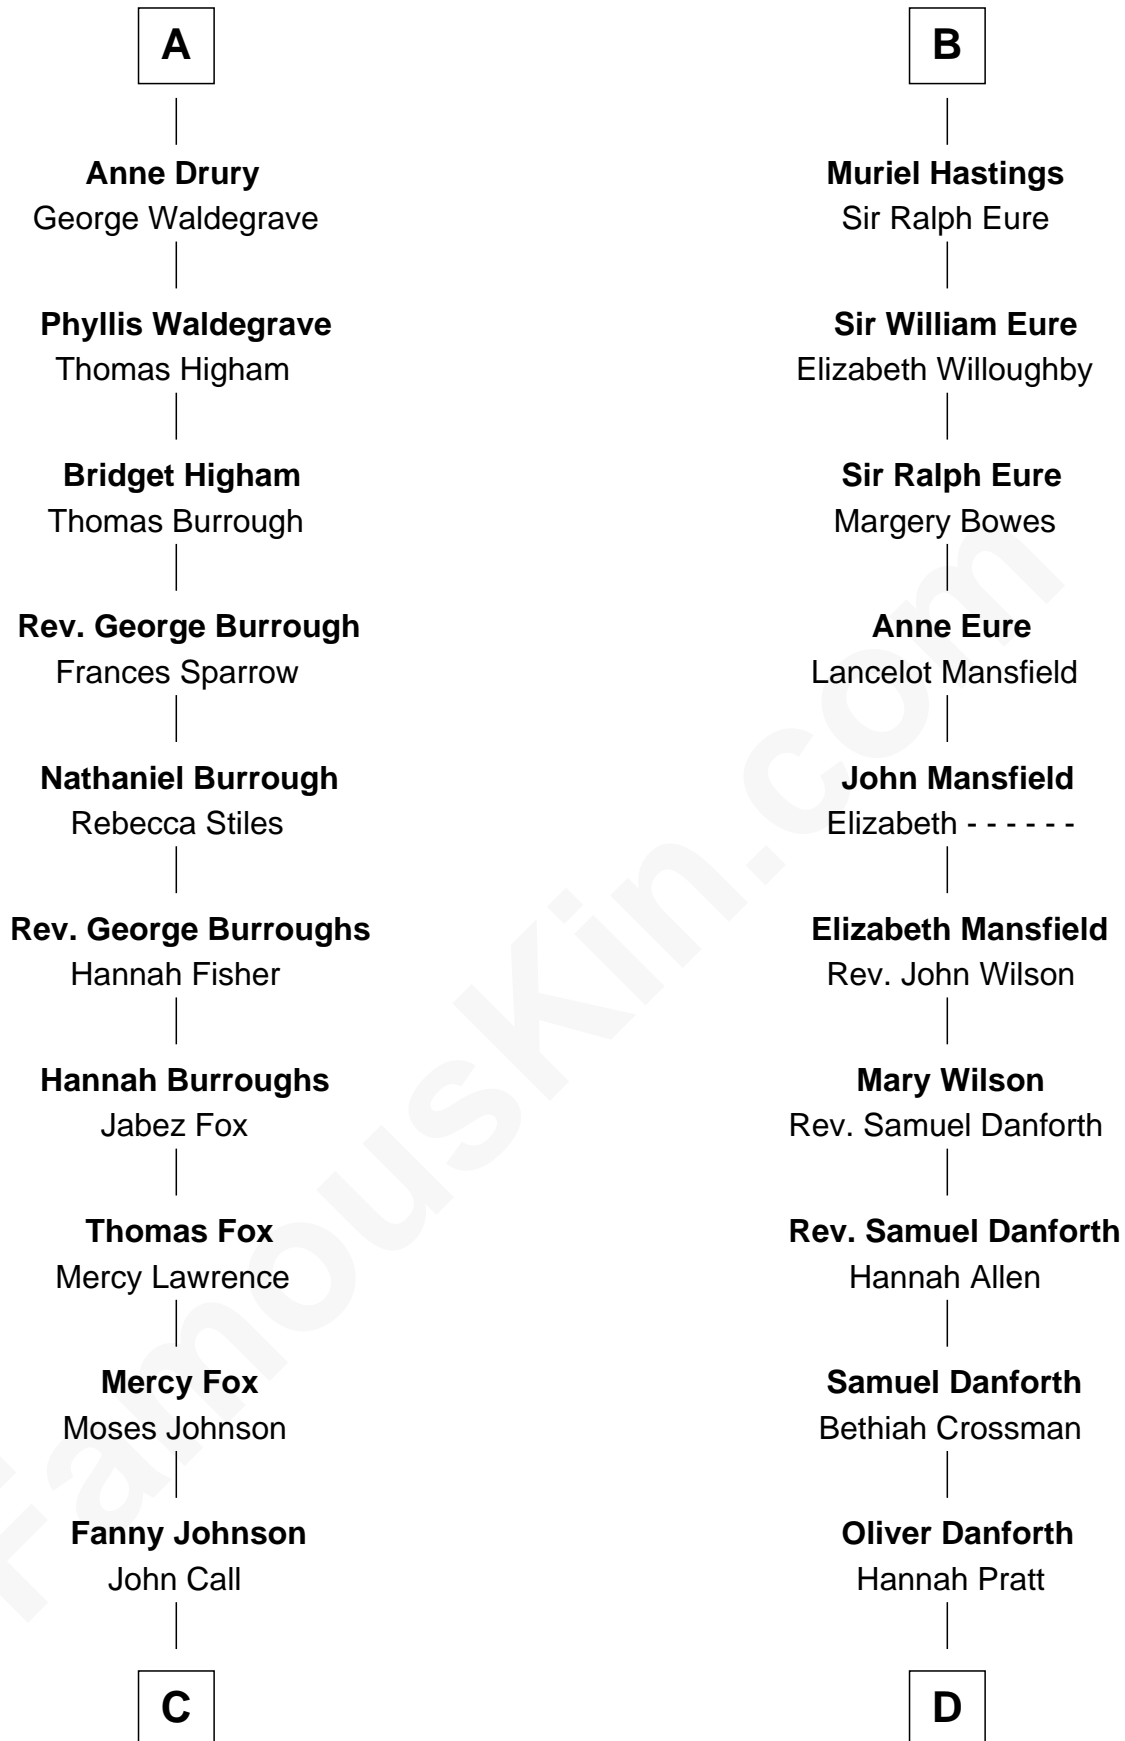 A
Anne Drury
George Waldegrave
Phyllis Waldegrave
Thomas Higham
Bridget Higham
Thomas Burrough
Rev. George Burrough
Frances Sparrow
Nathaniel Burrough
Rebecca Stiles
Rev. George Burroughs
Hannah Fisher
Hannah Burroughs
Jabez Fox
Thomas Fox
Mercy Lawrence
Mercy Fox
Moses Johnson
Fanny Johnson
John Call
C
B
Muriel Hastings
Sir Ralph Eure
Sir William Eure
Elizabeth Willoughby
Sir Ralph Eure
Margery Bowes
Anne Eure
Lancelot Mansfield
John Mansfield
Elizabeth - - - - - -
Elizabeth Mansfield
Rev. John Wilson
Mary Wilson
Rev. Samuel Danforth
Rev. Samuel Danforth
Hannah Allen
Samuel Danforth
Bethiah Crossman
Oliver Danforth
Hannah Pratt
D
FamousKin.com